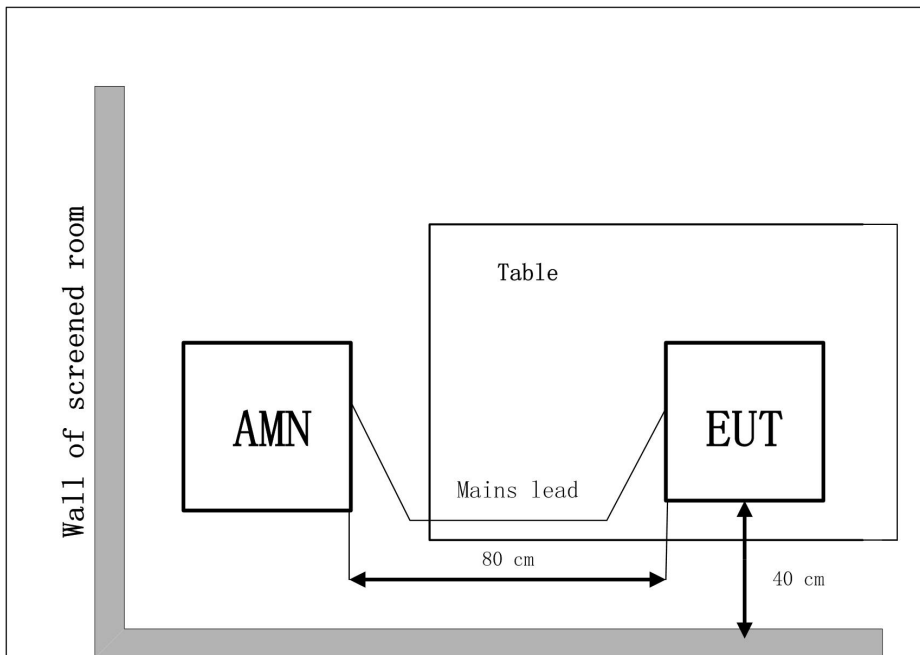 Wall of screened room
Table
AMN
EUT
Mains lead
80 cm
40 cm